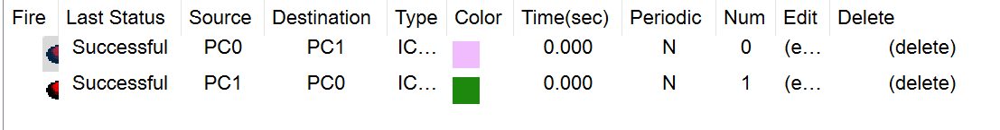 Fire Last Status Source Destination Type Color Time(sec) Periodic Num Edit Delete
Successful PC0 PC1 IC... 0.000 N 0 (e... (delete)
Successful PC1 PC0 IC... 0.000 N 1 (e... (delete)